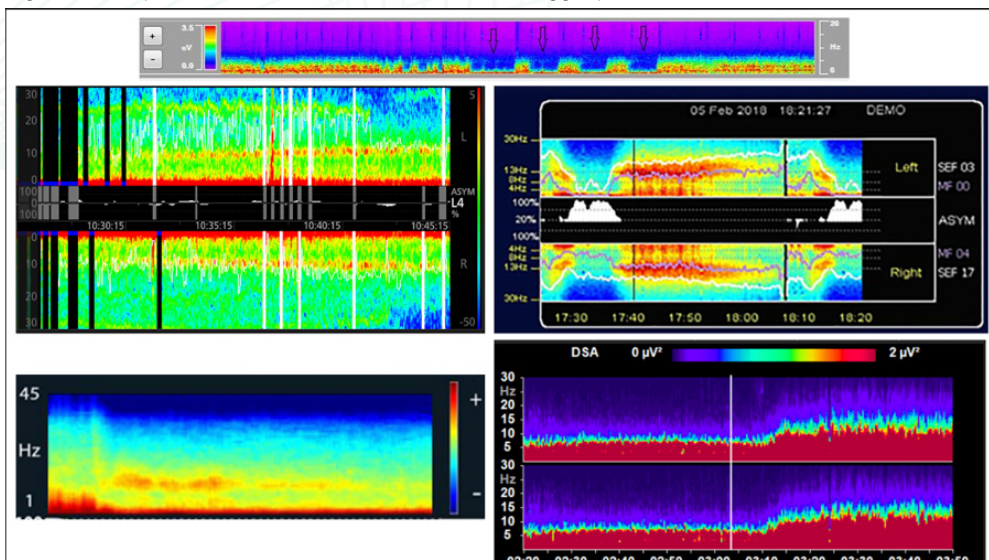 +
-
3.5
uV
0.0
20
Hz
0
30
20
10
0
5
L
100
0
100
ASYM
L4
%
10:30:15 10:35:15 10:40:15 10:45:15
0
10
20
30
R
-50
05 Feb 2018 18:21:27 DEMO
30Hz
13Hz
8Hz
4Hz
Left
SEF 03
MF 00
100%
20%
100%
ASYM
4Hz
8Hz
13Hz
30Hz
Right
MF 04
SEF 17
17:30 17:40 17:50 18:00 18:10 18:20
45
Hz
1
+
-
DSA 0 µV² 2 µV²
30
Hz
20
15
10
5
30
Hz
20
15
10
5